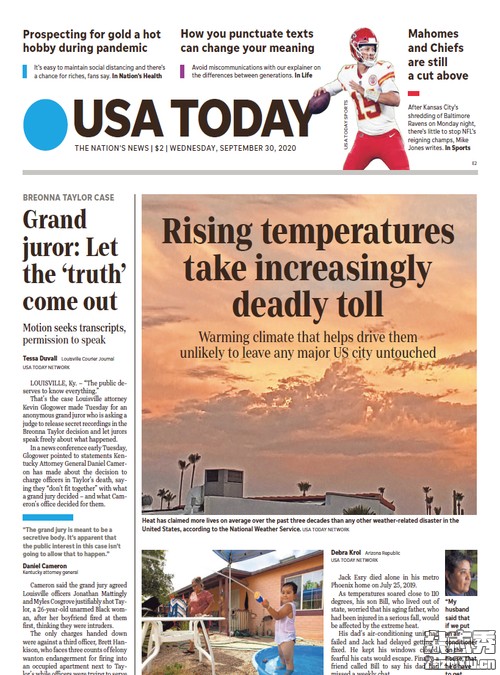 Prospecting for gold a hot
hobby during pandemic
It's easy to maintain social distancing and there's
a chance for riches, fans say. In Nation's Health
How you punctuate texts
can change your meaning
Avoid miscommunications with our explainer on
the differences between generations. In Life
Mahomes
and Chiefs
are still
a cut above
After Kansas City's
shredding of Baltimore
Ravens on Monday night,
there's little to stop NFL's
reigning champs, Mike
Jones writes. In Sports
USA TODAY SPORTS
15
USA TODAY
THE NATION'S NEWS | $2 | WEDNESDAY, SEPTEMBER 30, 2020
E2
BREONNA TAYLOR CASE
Grand
juror: Let
the 'truth'
come out
Motion seeks transcripts,
permission to speak
Tessa Duvall Louisville Courier Journal
USA TODAY NETWORK
LOUISVILLE, Ky. – "The public de-
serves to know everything."
That's the case Louisville attorney
Kevin Glogower made Tuesday for an
anonymous grand juror who is asking a
judge to release secret recordings in the
Breonna Taylor decision and let jurors
speak freely about what happened.
In a news conference early Tuesday,
Glogower pointed to statements Ken-
tucky Attorney General Daniel Camer-
on has made about the decision to
charge officers in Taylor's death, say-
ing they "don't fit together" with what
a grand jury decided – and what Cam-
eron's office decided for them.
"The grand jury is meant to be a
secretive body. It's apparent that
the public interest in this case isn't
going to allow that to happen."
Daniel Cameron
Kentucky attorney general
Cameron said the grand jury agreed
Louisville officers Jonathan Mattingly
and Myles Cosgrove justifiably shot Tay-
lor, a 26-year-old unarmed Black wom-
an, after her boyfriend fired at them
first, thinking they were intruders.
The only charges handed down
were against a third officer, Brett Han-
kison, who faces three counts of felony
wanton endangerment for firing into
an occupied apartment next to Tay-
lor's while officers were trying to serve
Rising temperatures
take increasingly
deadly toll
Warming climate that helps drive them
unlikely to leave any major US city untouched
Heat has claimed more lives on average over the past three decades than any other weather-related disaster in the
United States, according to the National Weather Service. USA TODAY NETWORK
Debra Krol Arizona Republic
USA TODAY NETWORK
Jack Esry died alone in his metro
Phoenix home on July 25, 2019.
As temperatures soared close to 110
degrees, his son Bill, who lived out of
state, worried that his aging father, who
had been injured in a serious fall, would
be affected by the extreme heat.
His dad's air-conditioning unit had
failed and Jack had delayed getting it
fixed. He kept his windows closed
fearful his cats would escape. Finally, a
friend called Bill to say his dad had
missed a weekly chat.
"My
husband
said that
if we put